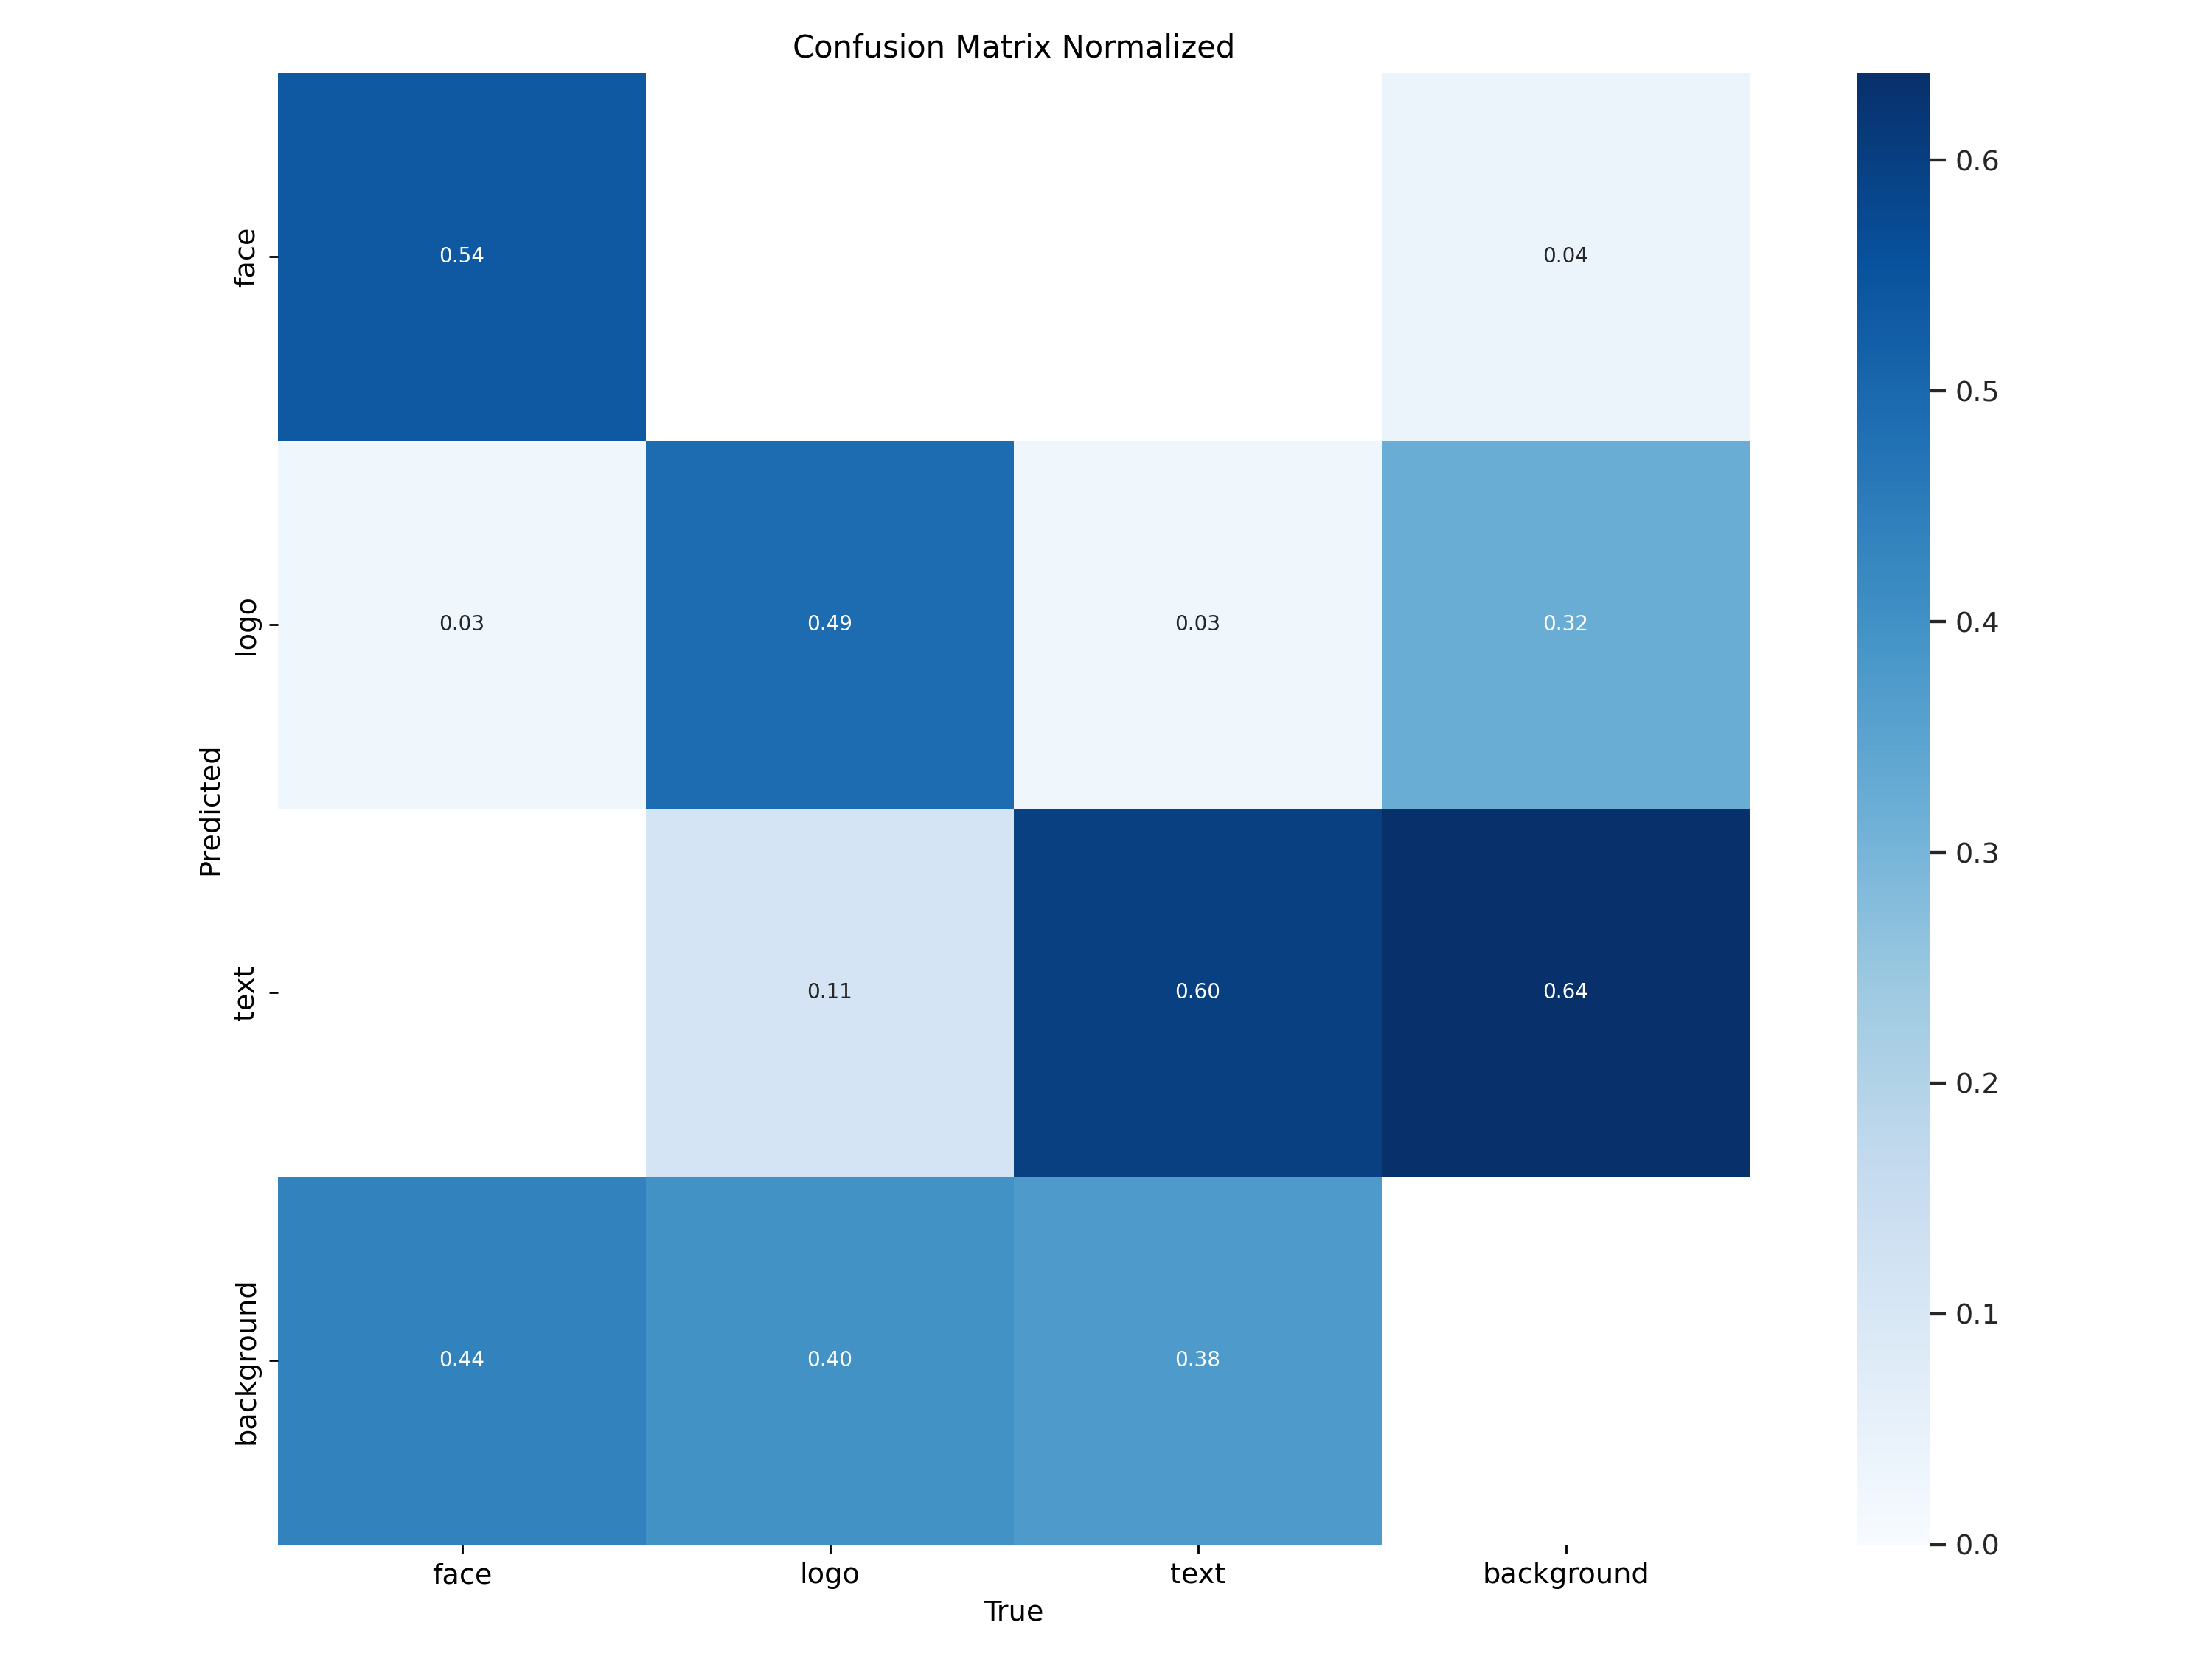 Confusion Matrix Normalized
face
0.54
0.04
logo
0.03
0.49
0.03
0.32
text
0.11
0.60
0.64
background
0.44
0.40
0.38
Predicted
face
logo
text
background
True
0.6
0.5
0.4
0.3
0.2
0.1
0.0